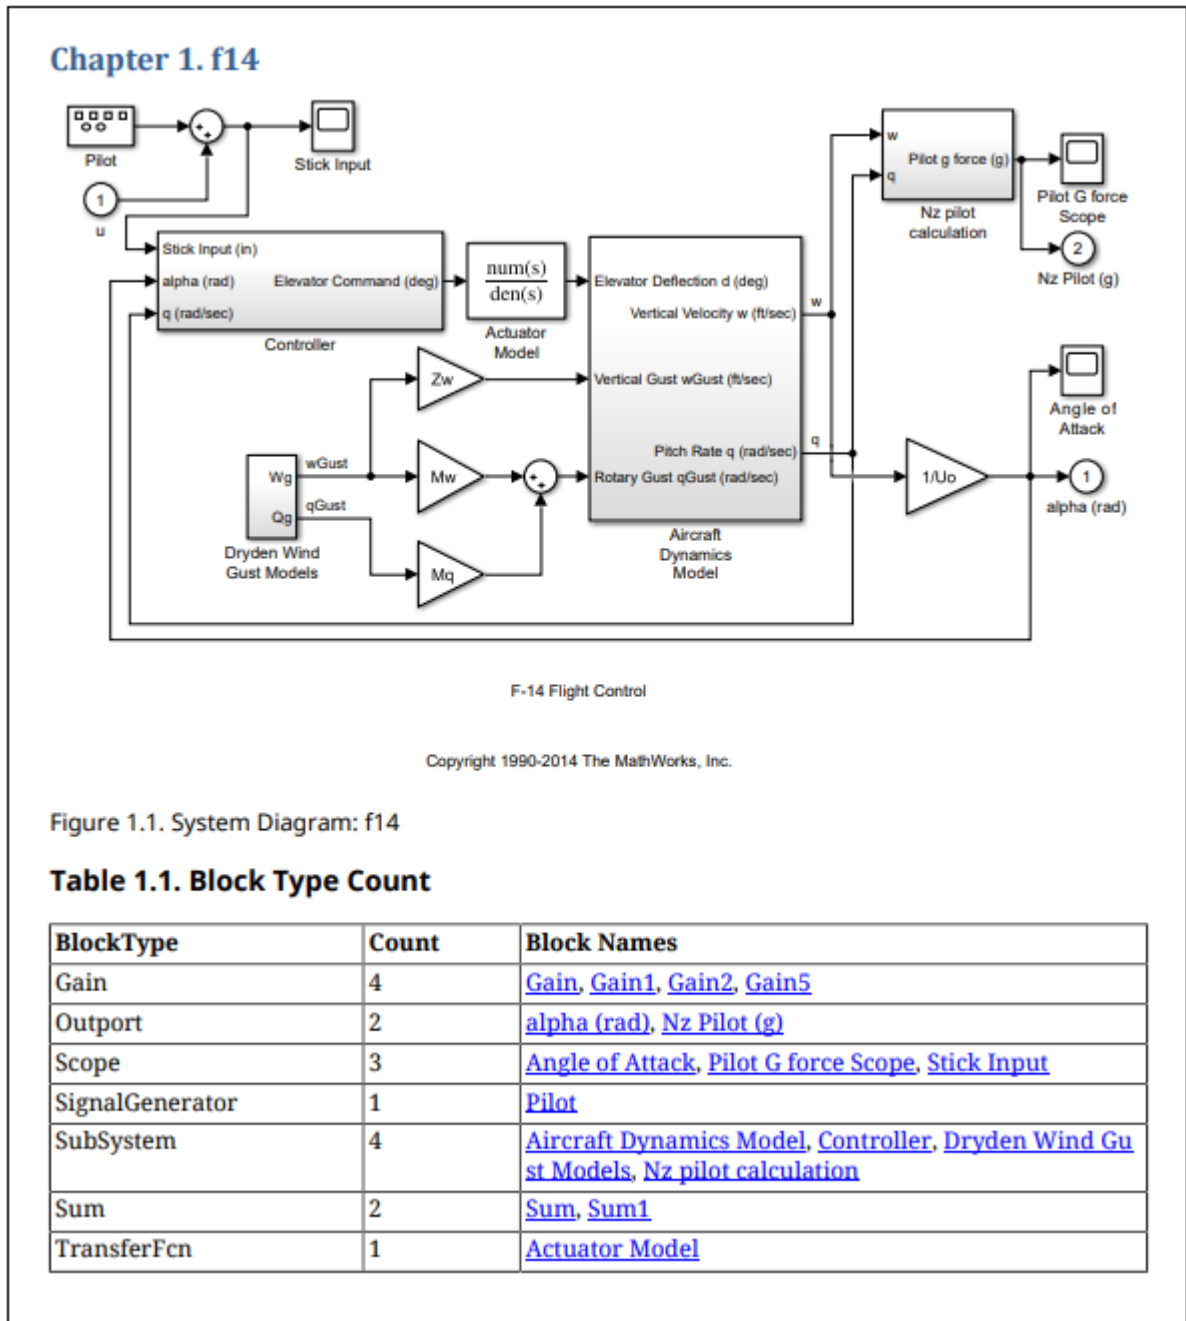 Chapter 1. f14
Pilot
Stick Input
1
u
w
Pilot g force (g)
q
Nz pilot
calculation
Pilot G force
Scope
2
Nz Pilot (g)
Stick Input (in)
alpha (rad)
Elevator Command (deg)
q (rad/sec)
Controller
num(s)
den(s)
Actuator
Model
Elevator Deflection d (deg)
Vertical Velocity w (ft/sec)
w
Vertical Gust wGust (ft/sec)
Pitch Rate q (rad/sec)
q
Rotary Gust qGust (rad/sec)
Aircraft
Dynamics
Model
Zw
Mw
Mq
Wg
wGust
Qg
qGust
Dryden Wind
Gust Models
Angle of
Attack
1/Uo
1
alpha (rad)
F-14 Flight Control
Copyright 1990-2014 The MathWorks, Inc.
Figure 1.1. System Diagram: f14
Table 1.1. Block Type Count
BlockType Count Block Names
Gain 4 Gain, Gain1, Gain2, Gain5
Outport 2 alpha (rad), Nz Pilot (g)
Scope 3 Angle of Attack, Pilot G force Scope, Stick Input
SignalGenerator 1 Pilot
SubSystem 4 Aircraft Dynamics Model, Controller, Dryden Wind Gu
st Models, Nz pilot calculation
Sum 2 Sum, Sum1
TransferFcn 1 Actuator Model